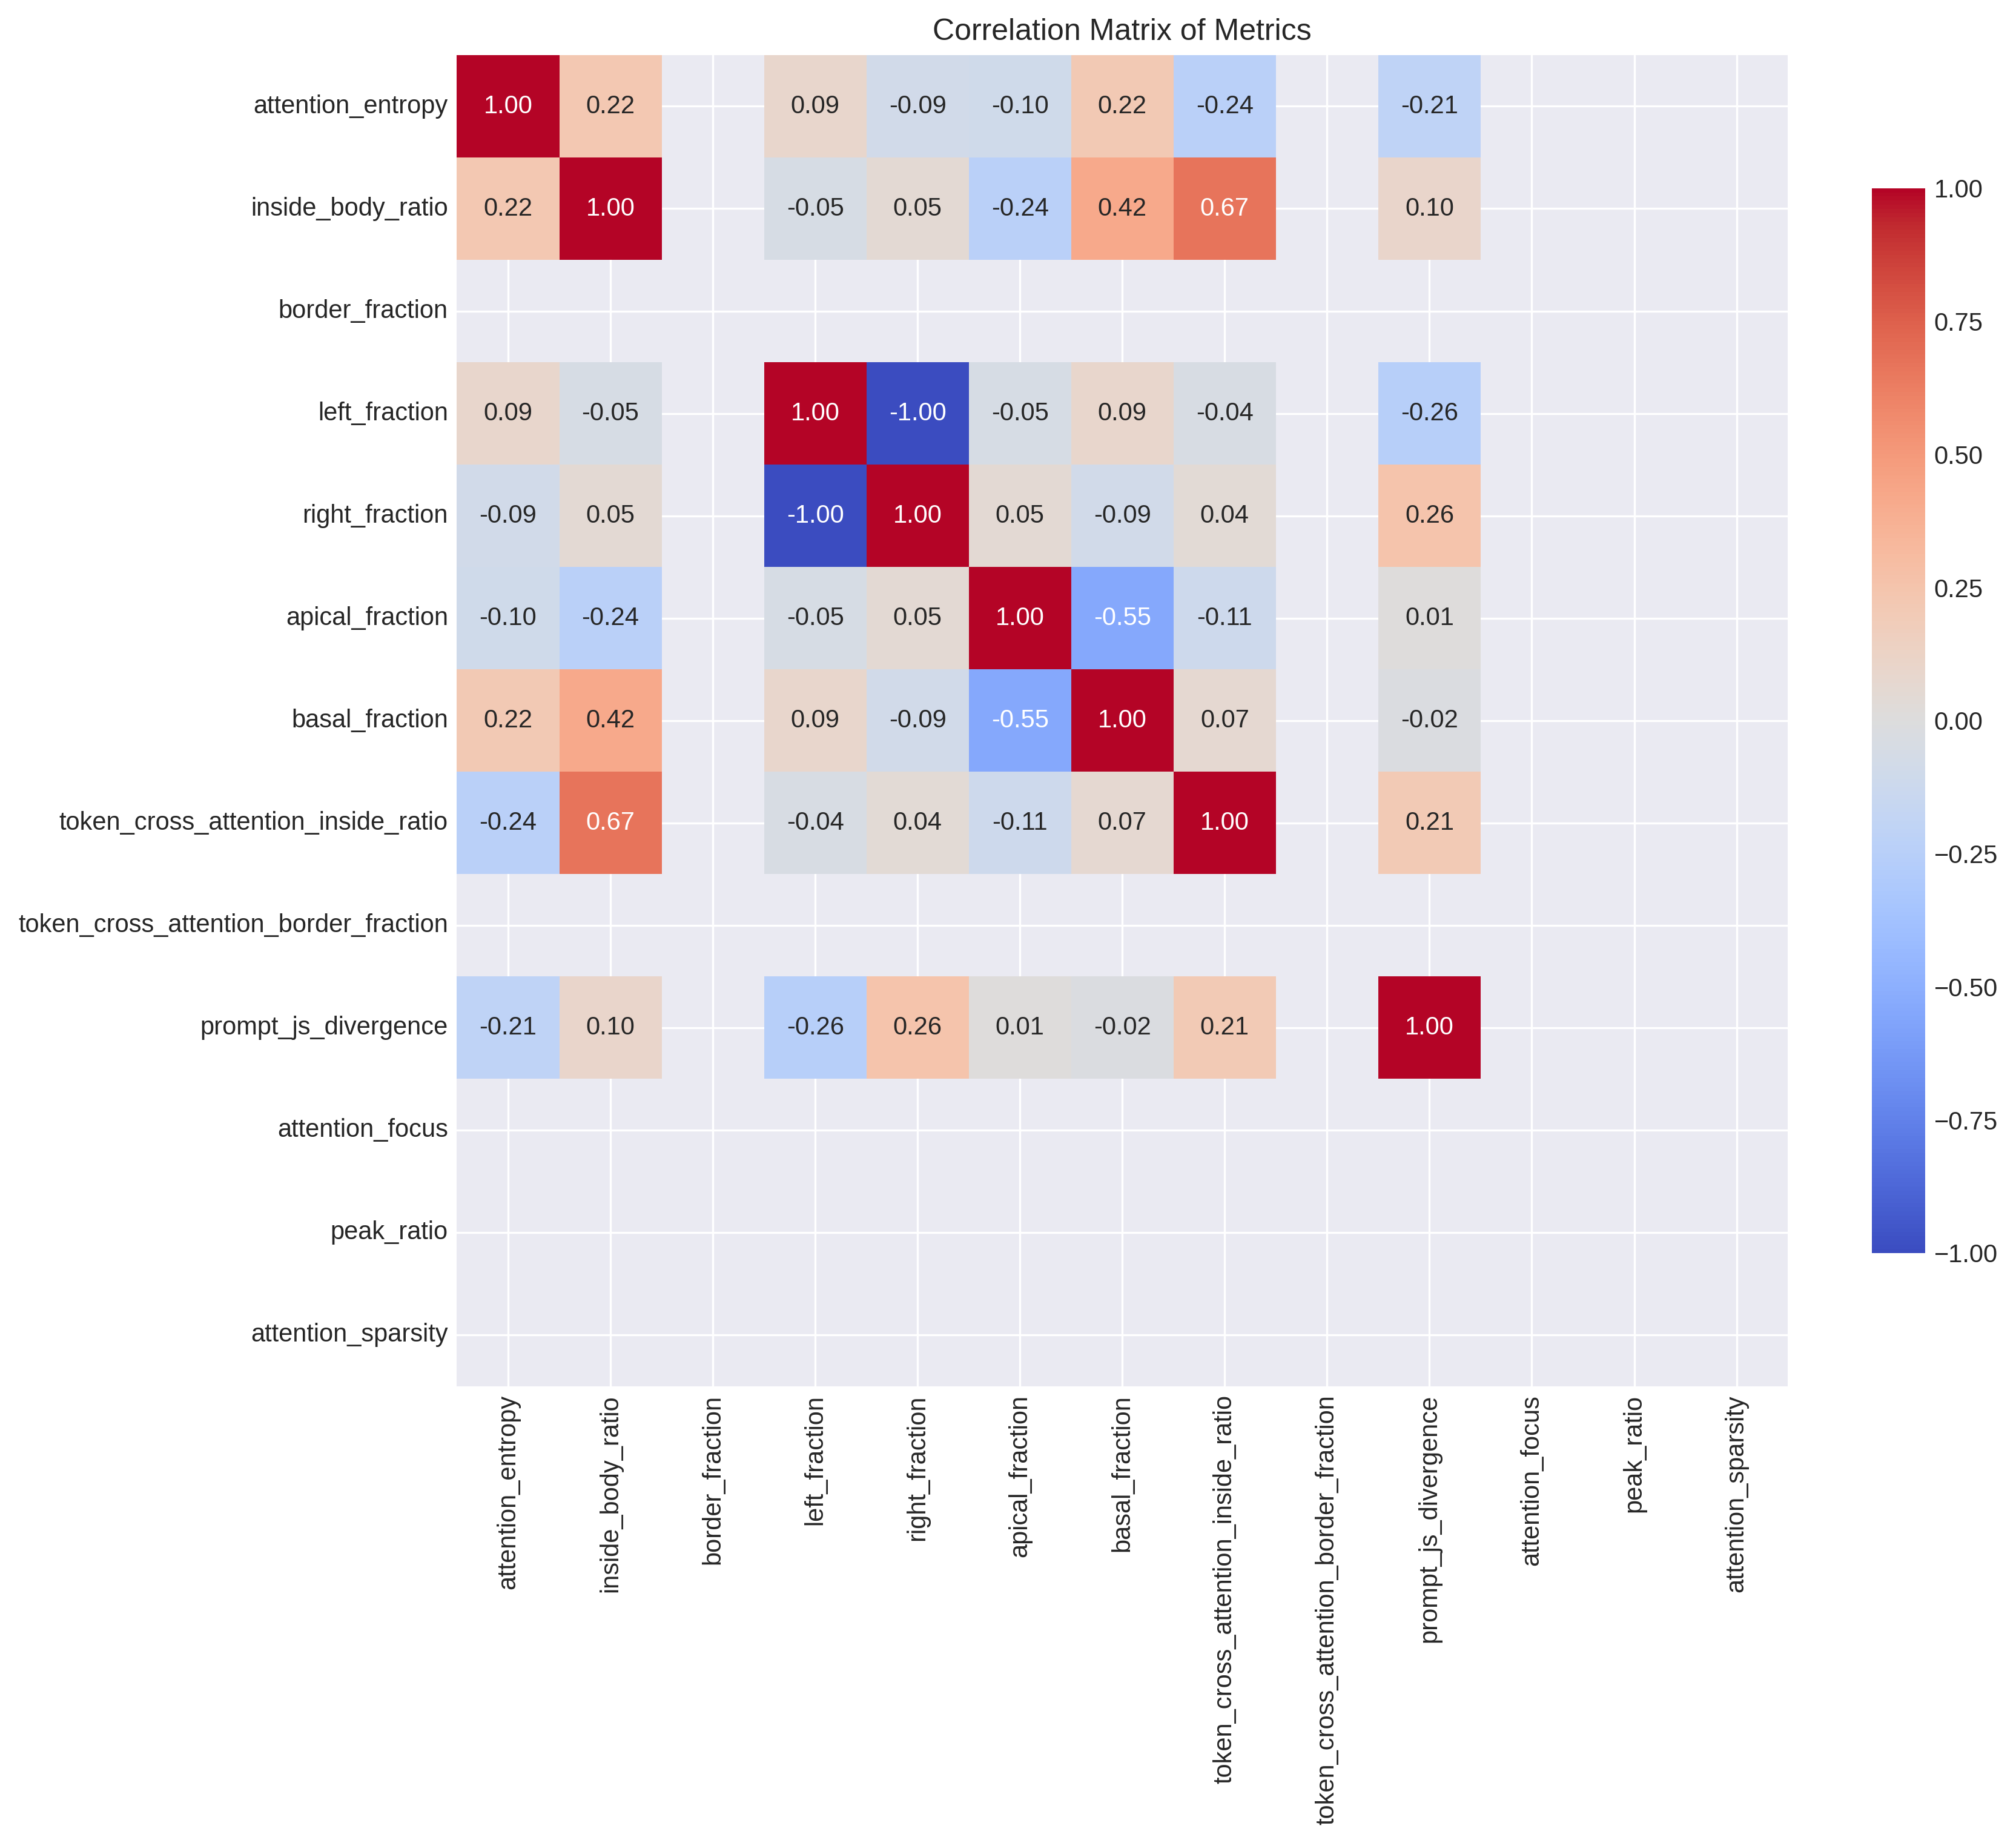 Correlation Matrix of Metrics
attention_entropy 1.00 0.22 0.09 -0.09 -0.10 0.22 -0.24 -0.21
inside_body_ratio 0.22 1.00 -0.05 0.05 -0.24 0.42 0.67 0.10
border_fraction
left_fraction 0.09 -0.05 1.00 -1.00 -0.05 0.09 -0.04 -0.26
right_fraction -0.09 0.05 -1.00 1.00 0.05 -0.09 0.04 0.26
apical_fraction -0.10 -0.24 -0.05 0.05 1.00 -0.55 -0.11 0.01
basal_fraction 0.22 0.42 0.09 -0.09 -0.55 1.00 0.07 -0.02
token_cross_attention_inside_ratio -0.24 0.67 -0.04 0.04 -0.11 0.07 1.00 0.21
token_cross_attention_border_fraction
prompt_js_divergence -0.21 0.10 -0.26 0.26 0.01 -0.02 0.21 1.00
attention_focus
peak_ratio
attention_sparsity
attention_entropy
inside_body_ratio
border_fraction
left_fraction
right_fraction
apical_fraction
basal_fraction
token_cross_attention_inside_ratio
token_cross_attention_border_fraction
prompt_js_divergence
attention_focus
peak_ratio
attention_sparsity
1.00
0.75
0.50
0.25
0.00
−0.25
−0.50
−0.75
−1.00